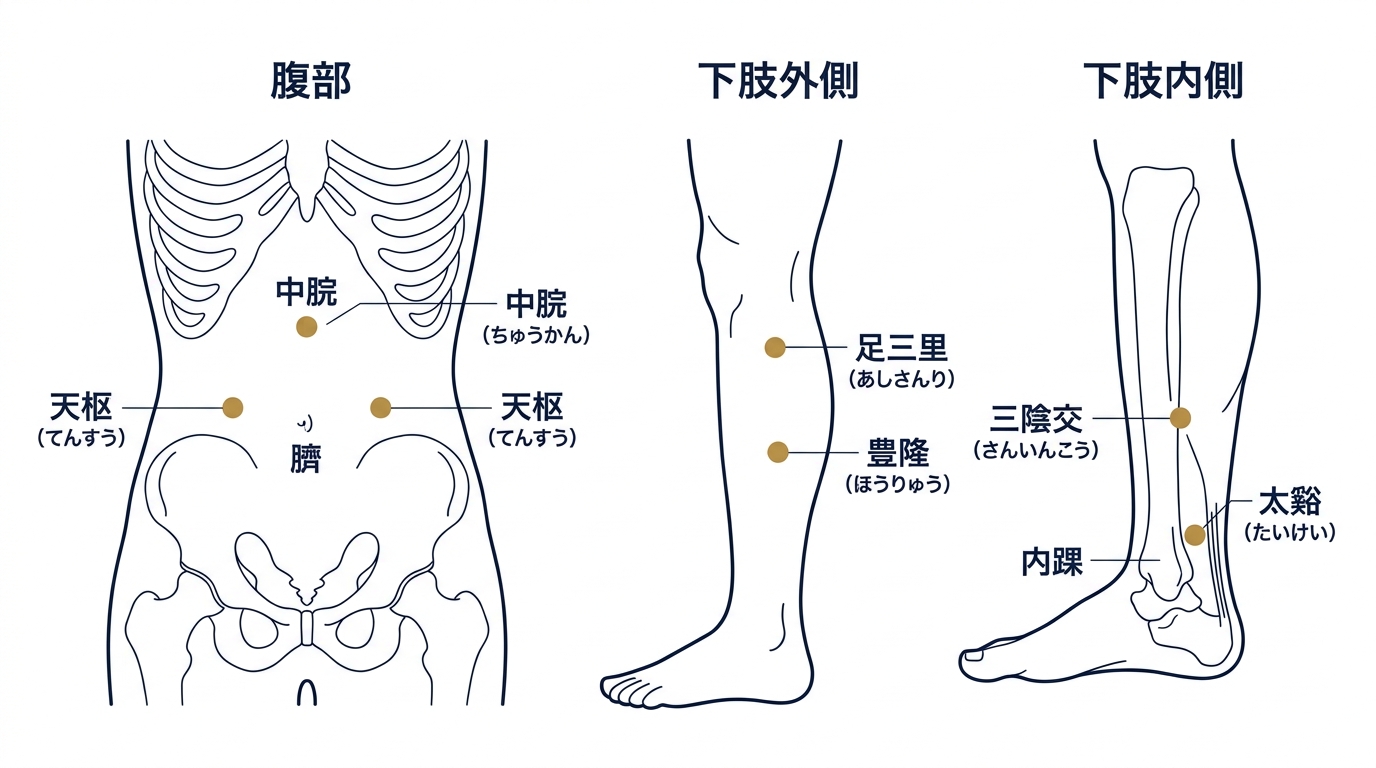 腹部
中脘
中脘
(ちゅうかん)
天枢
(てんすう)
天枢
(てんすう)
臍
下肢外側
足三里
(あしさんり)
豊隆
(ほうりゅう)
下肢内側
三陰交
(さんいんこう)
太谿
(たいけい)
内踝